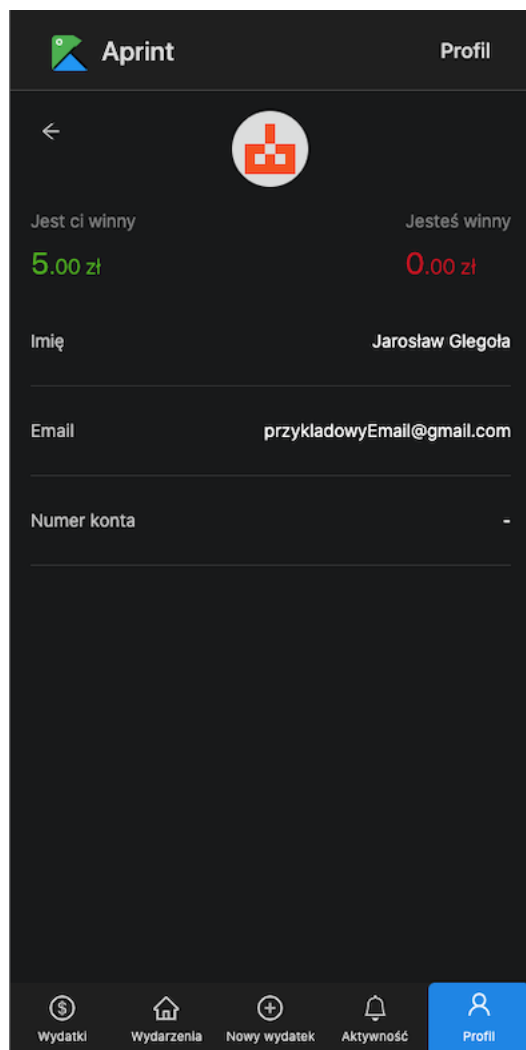 Aprint Profil
Jest ci winny Jesteś winny
5.00 zł 0.00 zł
Imię Jarosław Glegoła
Email przykladowyEmail@gmail.com
Numer konta -
Wydatki Wydarzenia Nowy wydatek Aktywność Profil